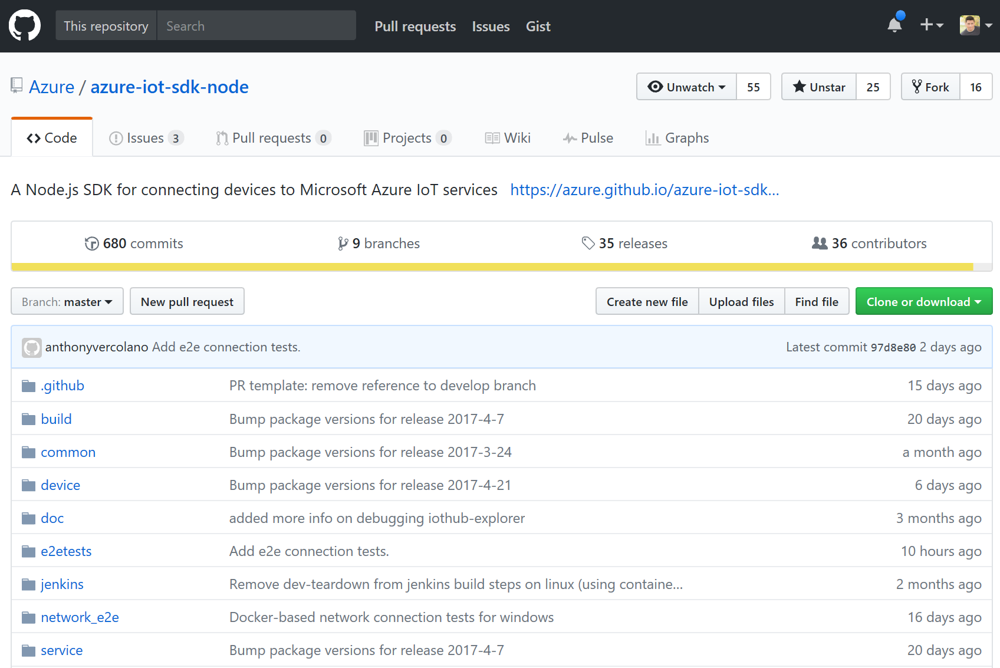 This repository Search Pull requests Issues Gist
Azure / azure-iot-sdk-node Unwatch 55 Unstar 25 Fork 16
Code Issues 3 Pull requests 0 Projects 0 Wiki Pulse Graphs
A Node.js SDK for connecting devices to Microsoft Azure IoT services https://azure.github.io/azure-iot-sdk...
680 commits 9 branches 35 releases 36 contributors
Branch: master New pull request Create new file Upload files Find file Clone or download
anthonyvercolano Add e2e connection tests. Latest commit 97d8e80 2 days ago
.github PR template: remove reference to develop branch 15 days ago
build Bump package versions for release 2017-4-7 20 days ago
common Bump package versions for release 2017-3-24 a month ago
device Bump package versions for release 2017-4-21 6 days ago
doc added more info on debugging iothub-explorer 3 months ago
e2etests Add e2e connection tests. 10 hours ago
jenkins Remove dev-teardown from jenkins build steps on linux (using containe... 2 months ago
network_e2e Docker-based network connection tests for windows 16 days ago
service Bump package versions for release 2017-4-7 20 days ago